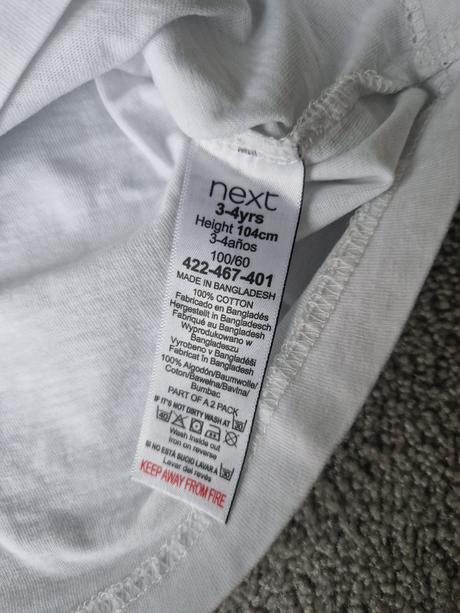 next
3-4yrs
Height 104cm
3-4años
100/60
422-467-401
MADE IN BANGLADESH
100% COTTON
Fabricado en Bangladés
Hergestellt in Bangladesch
Fabriqué au Bangladesh
Wyprodukowano w
Bangladeszu
Vyrobeno v Bangladéši
Fabricat în Bangladesh
100% Algodón/Baumwolle/
Coton/Bawełna/Bavlna/
Bumbac
PART OF A 2 PACK
IF IT'S NOT DIRTY WASH AT 30
40
Wash inside out
Iron on reverse
SI NO ESTÁ SUCIO LAVAR A 30
Lavar del revés
KEEP AWAY FROM FIRE